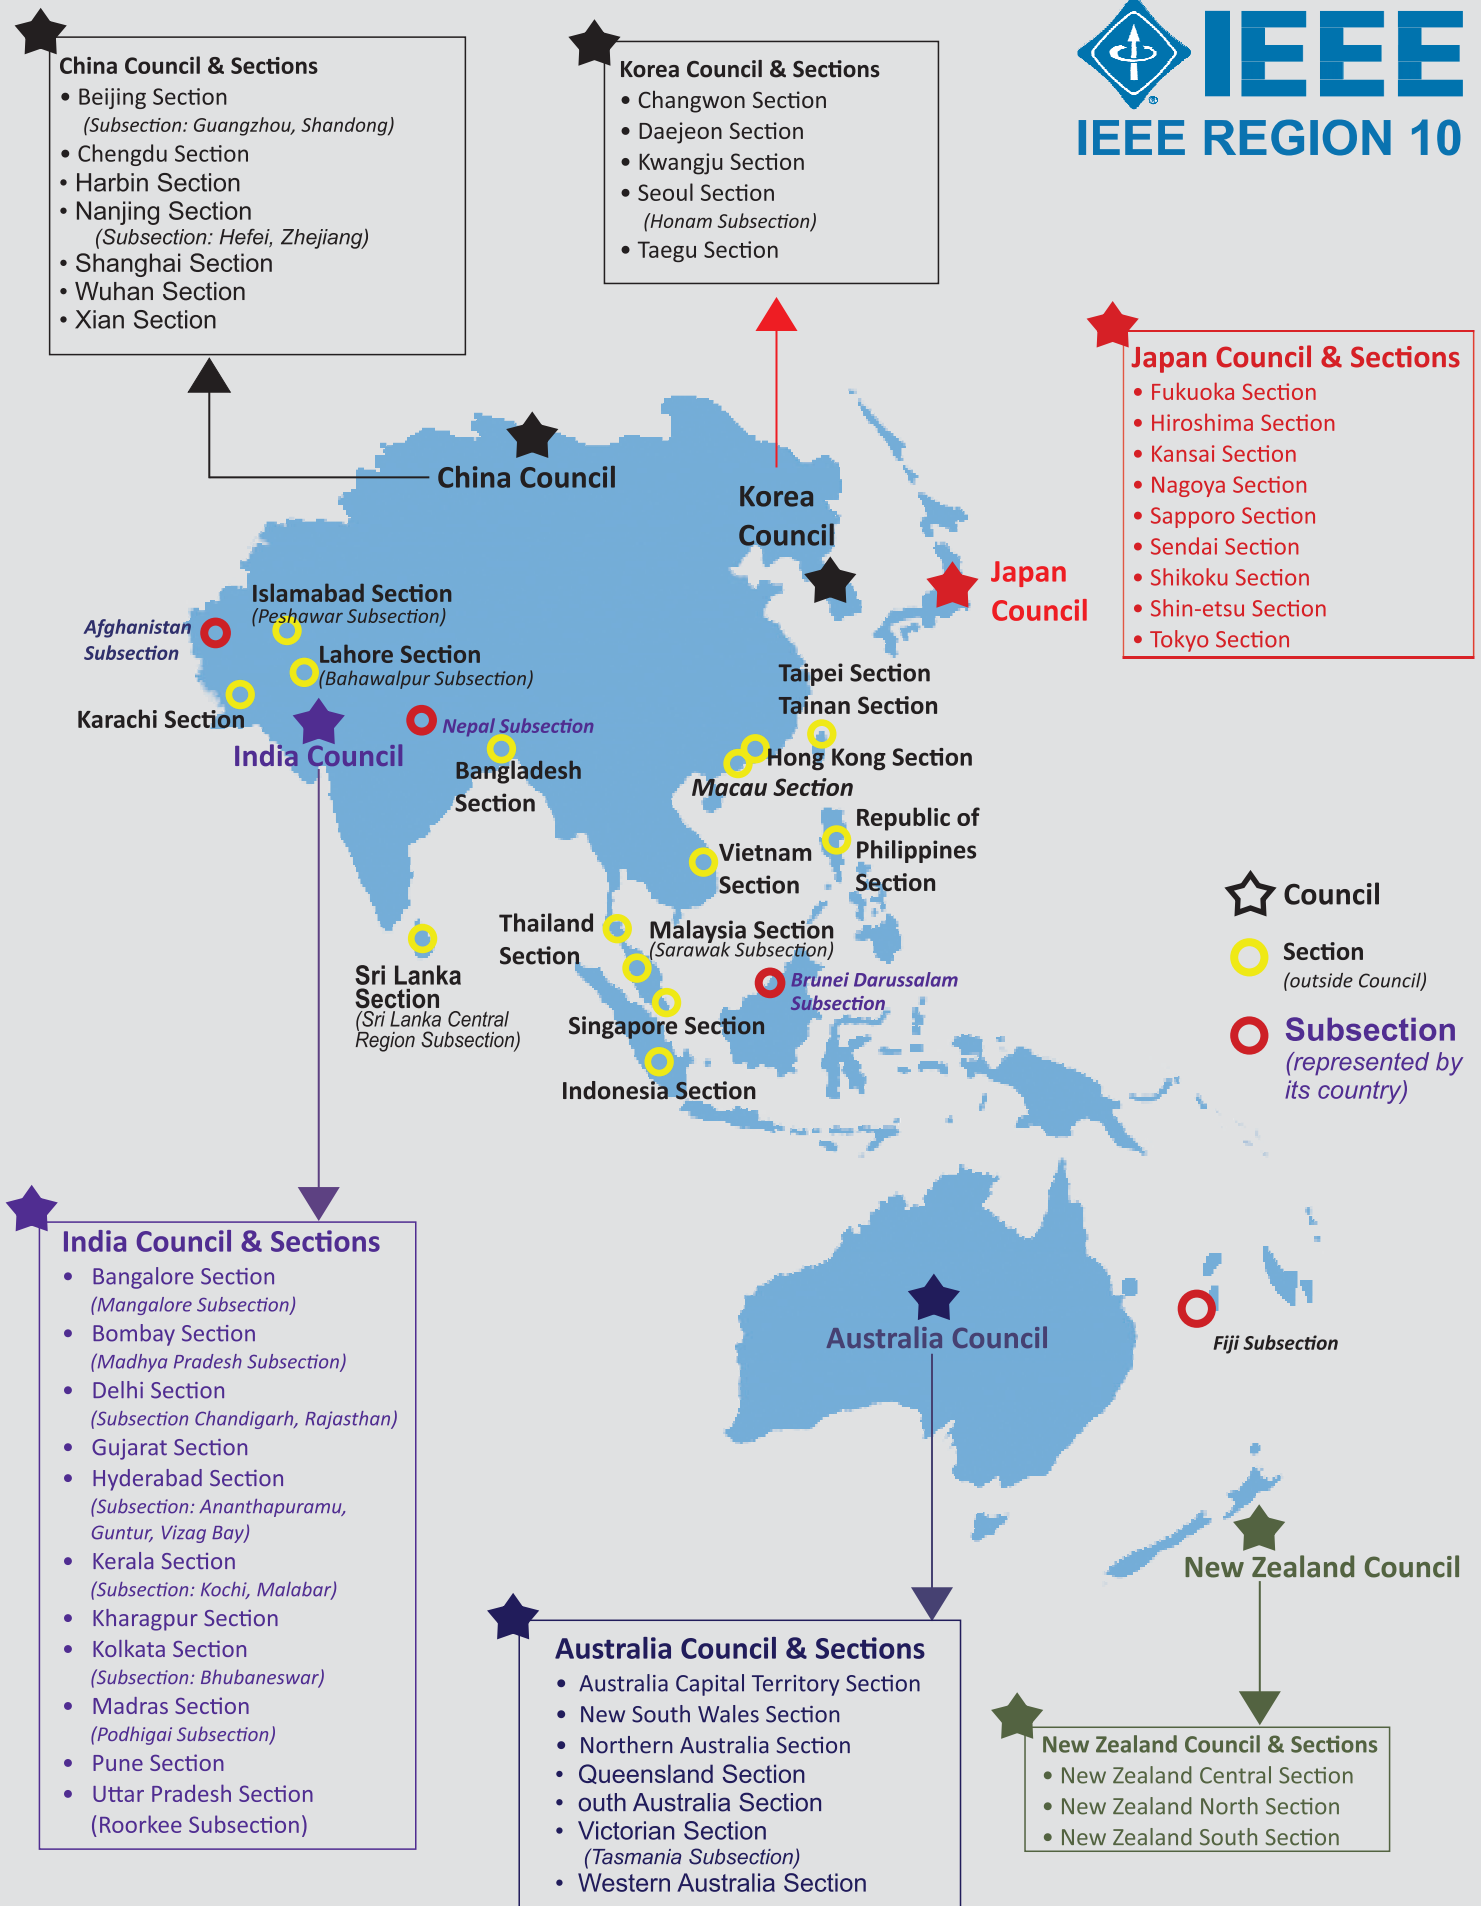 IEEE
IEEE REGION 10
China Council & Sections
• Beijing Section
(Subsection: Guangzhou, Shandong)
• Chengdu Section
• Harbin Section
• Nanjing Section
(Subsection: Hefei, Zhejiang)
• Shanghai Section
• Wuhan Section
• Xian Section
Korea Council & Sections
• Changwon Section
• Daejeon Section
• Kwangju Section
• Seoul Section
(Honam Subsection)
• Taegu Section
Japan Council & Sections
• Fukuoka Section
• Hiroshima Section
• Kansai Section
• Nagoya Section
• Sapporo Section
• Sendai Section
• Shikoku Section
• Shin-etsu Section
• Tokyo Section
China Council
Korea
Council
Japan
Council
Islamabad Section
(Peshawar Subsection)
Afghanistan
Subsection
Lahore Section
(Bahawalpur Subsection)
Karachi Section
India Council
Nepal Subsection
Bangladesh
Section
Taipei Section
Tainan Section
Hong Kong Section
Macau Section
Republic of
Philippines
Section
Vietnam
Section
Thailand
Section
Malaysia Section
(Sarawak Subsection)
Brunei Darussalam
Subsection
Sri Lanka
Section
(Sri Lanka Central
Region Subsection)
Singapore Section
Indonesia Section
Council
Section
(outside Council)
Subsection
(represented by
its country)
Australia Council
Fiji Subsection
New Zealand Council
India Council & Sections
• Bangalore Section
(Mangalore Subsection)
• Bombay Section
(Madhya Pradesh Subsection)
• Delhi Section
(Subsection Chandigarh, Rajasthan)
• Gujarat Section
• Hyderabad Section
(Subsection: Ananthapuramu,
Guntur, Vizag Bay)
• Kerala Section
(Subsection: Kochi, Malabar)
• Kharagpur Section
• Kolkata Section
(Subsection: Bhubaneswar)
• Madras Section
(Podhigai Subsection)
• Pune Section
• Uttar Pradesh Section
(Roorkee Subsection)
Australia Council & Sections
• Australia Capital Territory Section
• New South Wales Section
• Northern Australia Section
• Queensland Section
• outh Australia Section
• Victorian Section
(Tasmania Subsection)
• Western Australia Section
New Zealand Council & Sections
• New Zealand Central Section
• New Zealand North Section
• New Zealand South Section